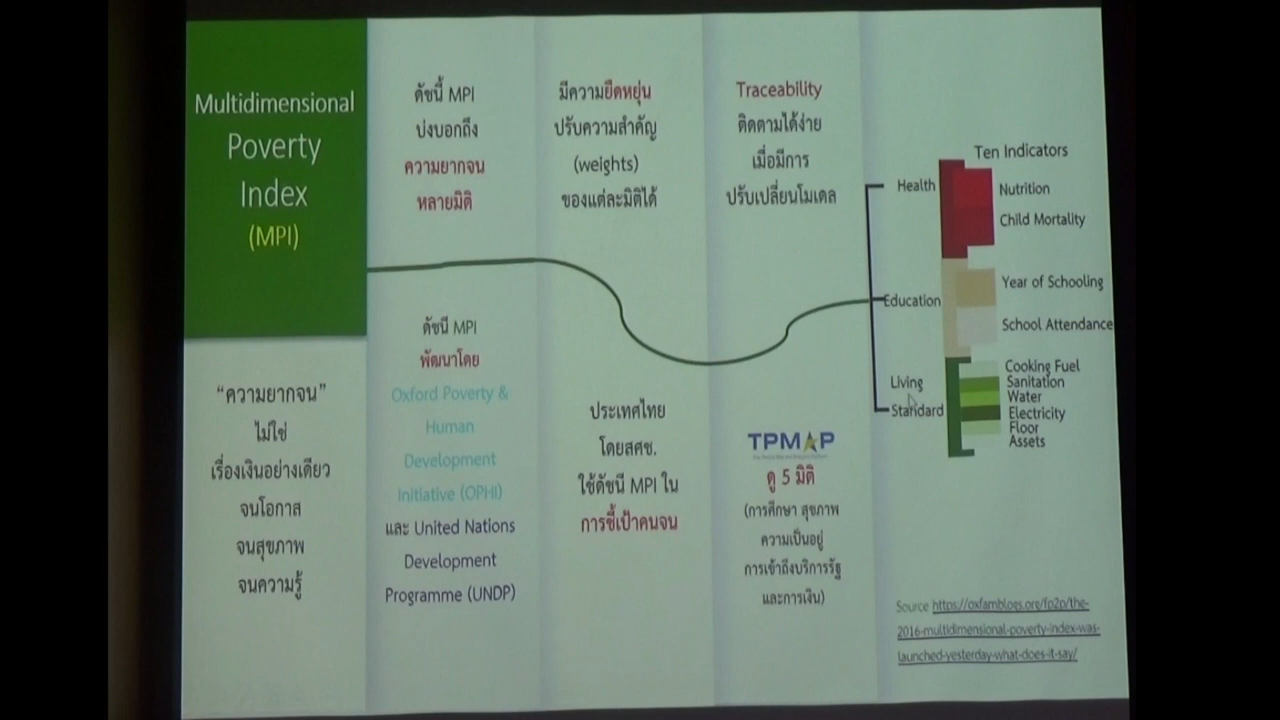 Multidimensional
Poverty
Index
(MPI)
“ความยากจน”
ไม่ใช่
เรื่องเงินอย่างเดียว
จนโอกาส
จนสุขภาพ
จนความรู้
ดัชนี้ MPI
บ่งบอกถึง
ความยากจน
หลายมิติ
ดัชนี MPI
พัฒนาโดย
Oxford Poverty &
Human
Development
Initiative (OPHI)
และ United Nations
Development
Programme (UNDP)
มีความยืดหยุ่น
ปรับความสำคัญ
(weights)
ของแต่ละมิติได้
ประเทศไทย
โดยสศช.
ใช้ดัชนี MPI ใน
การชี้เป้าคนจน
Traceability
ติดตามได้ง่าย
เมื่อมีการ
ปรับเปลี่ยนโมเดล
TPMAP
ดู 5 มิติ
(การศึกษา สุขภาพ
ความเป็นอยู่
การเข้าถึงบริการรัฐ
และการเงิน)
Ten Indicators
Health
Nutrition
Child Mortality
Education
Year of Schooling
School Attendance
Living
Standard
Cooking Fuel
Sanitation
Water
Electricity
Floor
Assets
Source https://oxfamblogs.org/fp2p/the-
2016-multidimensional-poverty-index-was-
launched-yesterday-what-does-it-say/